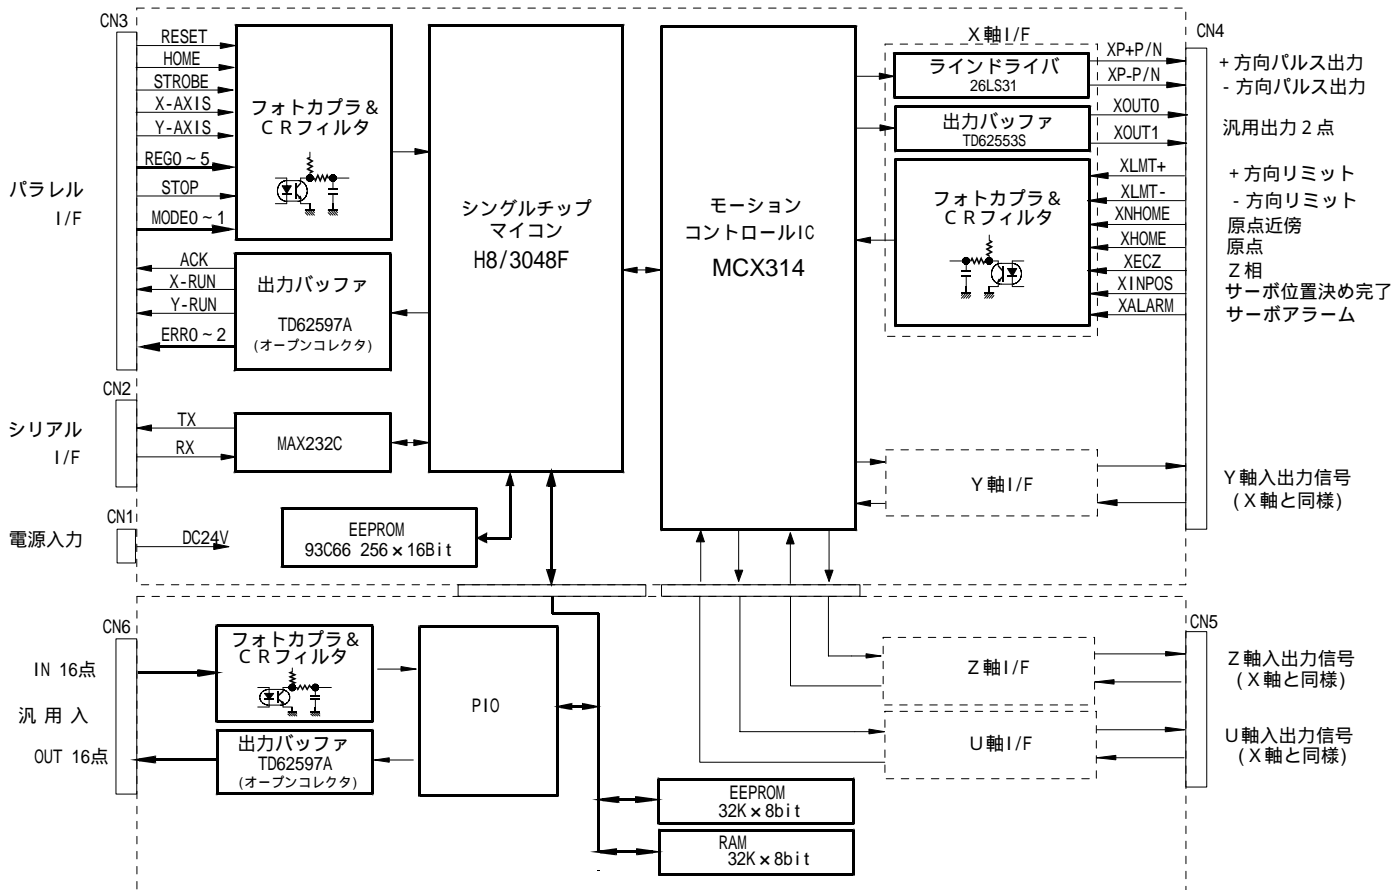 CN3
RESET
HOME
STROBE
X-AXIS
Y-AXIS
REG0 ~ 5
STOP
MODE0 ~ 1
ACK
X-RUN
Y-RUN
ERR0 ~ 2
パラレル
I/F
フォトカプラ&
CRフィルタ
出力バッファ
TD62597A
(オープンコレクタ)
シングルチップ
マイコン
H8/3048F
モーション
コントロールIC
MCX314
X軸I/F
ラインドライバ
26LS31
出力バッファ
TD62553S
フォトカプラ&
CRフィルタ
XP+P/N
XP-P/N
XOUT0
XOUT1
XLMT+
XLMT-
XNHOME
XHOME
XECZ
XINPOS
XALARM
CN4
+方向パルス出力
-方向パルス出力
汎用出力2点
+方向リミット
-方向リミット
原点近傍
原点
Z相
サーボ位置決め完了
サーボアラーム
CN2
シリアル
I/F
TX
RX
MAX232C
Y軸I/F
Y軸入出力信号
(X軸と同様)
CN1
電源入力
DC24V
EEPROM
93C66 256×16Bit
CN6
IN 16点
汎用入
OUT 16点
フォトカプラ&
CRフィルタ
出力バッファ
TD62597A
(オープンコレクタ)
PIO
EEPROM
32K×8bit
RAM
32K×8bit
Z軸I/F
U軸I/F
CN5
Z軸入出力信号
(X軸と同様)
U軸入出力信号
(X軸と同様)